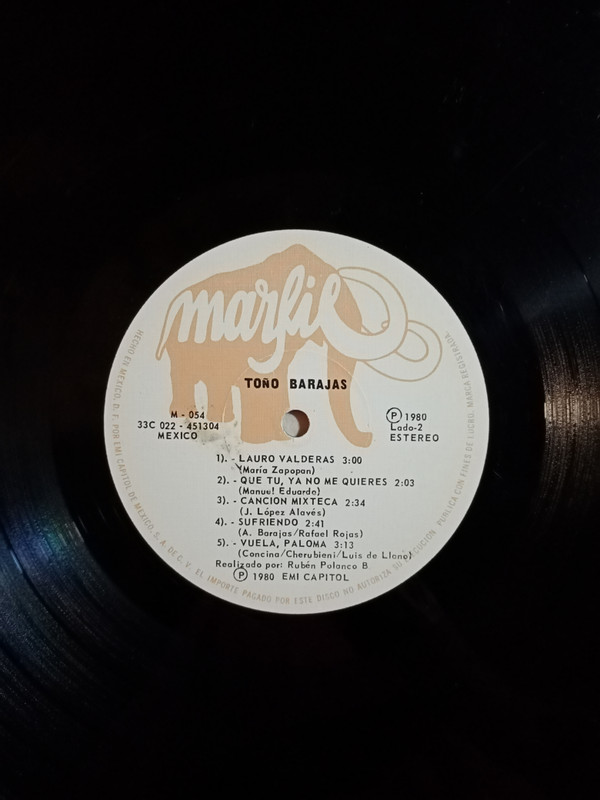 marfil
TOÑO BARAJAS
M - 054
33C 022 - 451304
MEXICO
Ⓟ 1980
Lado-2
ESTEREO
1). - LAURO VALDERAS 3:00
(María Zapopan)
2). - QUE TU, YA NO ME QUIERES 2:03
(Manuel Eduardo)
3). - CANCION MIXTECA 2:34
(J. López Alavés)
4). - SUFRIENDO 2:41
(A. Barajas/Rafael Rojas)
5). - VUELA, PALOMA 3:13
(Concina/Cherubieni/Luis de Llano)
Realizado por: Rubén Polanco B
Ⓟ 1980 EMI CAPITOL
HECHO EN MEXICO, D. F. POR EMI CAPITOL DE MEXICO, S. A. DE C. V. EL IMPORTE PAGADO POR ESTE DISCO NO AUTORIZA SU EJECUCION PUBLICA CON FINES DE LUCRO. MARCA REGISTRADA.